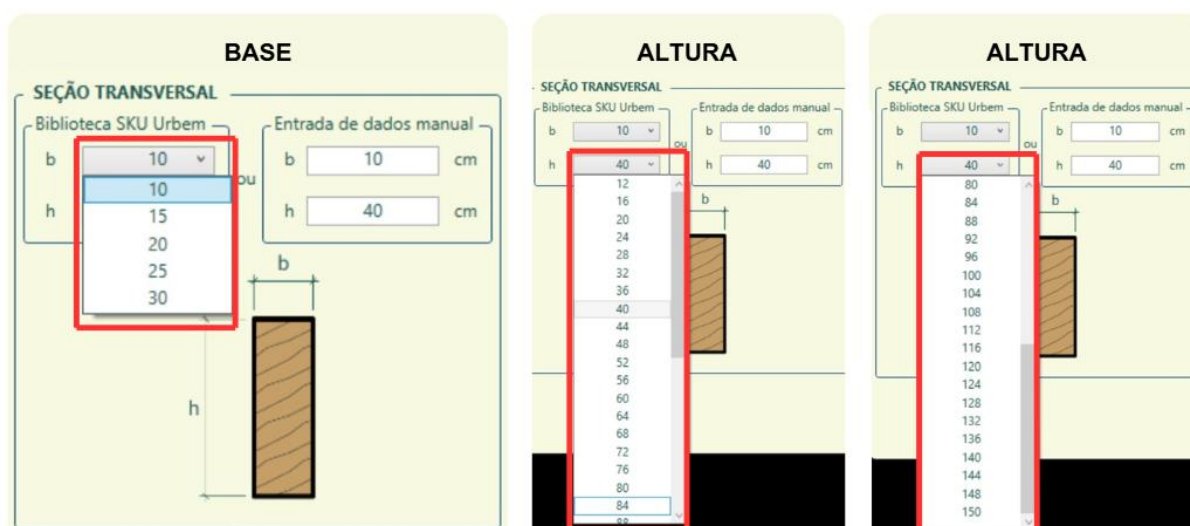 BASE
SEÇÃO TRANSVERSAL
Biblioteca SKU Urbem
Entrada de dados manual
b 10 ou b 10 cm
10
h h 40 cm
15
20
25
30
b
h
ALTURA
SEÇÃO TRANSVERSAL
Biblioteca SKU Urbem
Entrada de dados manual
b 10 ou b 10 cm
h 40 h 40 cm
12
16
20
24
28
32
36
40
44
48
52
56
60
64
68
72
76
80
84
88
b
ALTURA
SEÇÃO TRANSVERSAL
Biblioteca SKU Urbem
Entrada de dados manual
b 10 ou b 10 cm
h 40 h 40 cm
80
84
88
92
96
100
104
108
112
116
120
124
128
132
136
140
144
148
150
b